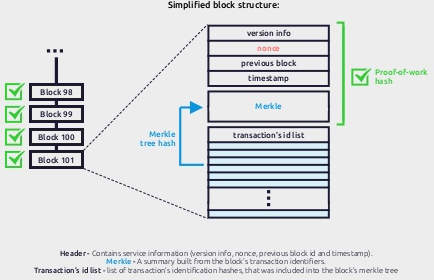 Simplified block structure:
version info
nonce
previous block
timestamp
Proof-of-work
hash
Block 98
Block 99
Block 100
Block 101
Merkle
Merkle
tree hash
transaction's id list
Header - Contains service information (version info, nonce, previous block id and timestamp).
Merkle - A summary built from the block's transaction identifiers.
Transaction's id list - list of transaction's identification hashes, that was included into the block's merkle tree